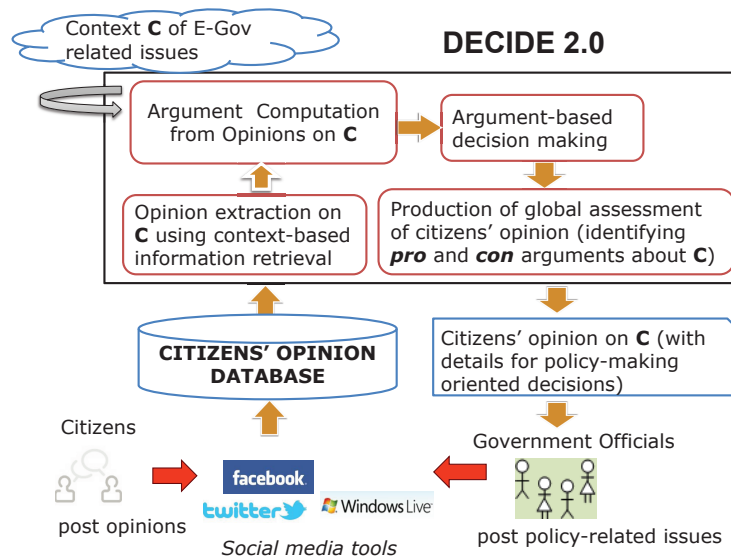 Context C of E-Gov
related issues
DECIDE 2.0
Argument Computation
from Opinions on C
Argument-based
decision making
Opinion extraction on
C using context-based
information retrieval
Production of global assessment
of citizens' opinion (identifying
pro and con arguments about C)
CITIZENS' OPINION
DATABASE
Citizens' opinion on C (with
details for policy-making
oriented decisions)
Citizens
post opinions
facebook
twitter
Windows Live
Social media tools
Government Officials
post policy-related issues